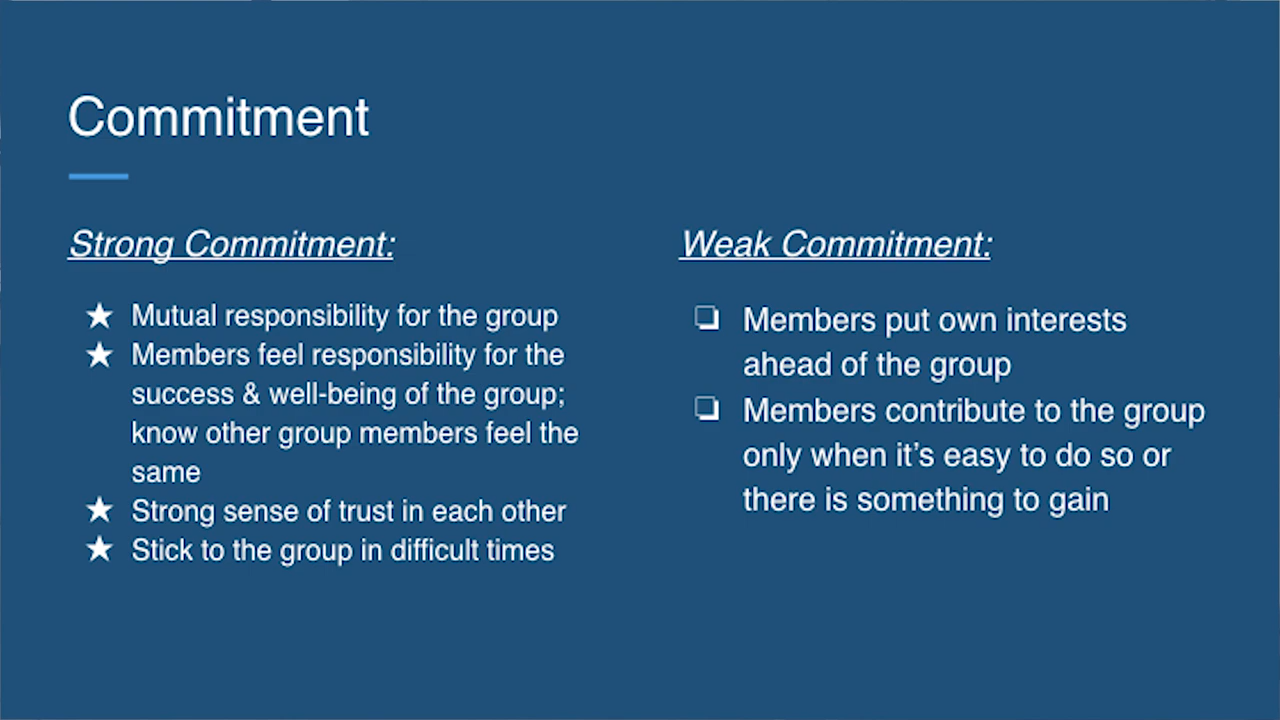 Commitment
Strong Commitment:
★ Mutual responsibility for the group
★ Members feel responsibility for the
success & well-being of the group;
know other group members feel the
same
★ Strong sense of trust in each other
★ Stick to the group in difficult times
Weak Commitment:
❏ Members put own interests
ahead of the group
❏ Members contribute to the group
only when it’s easy to do so or
there is something to gain